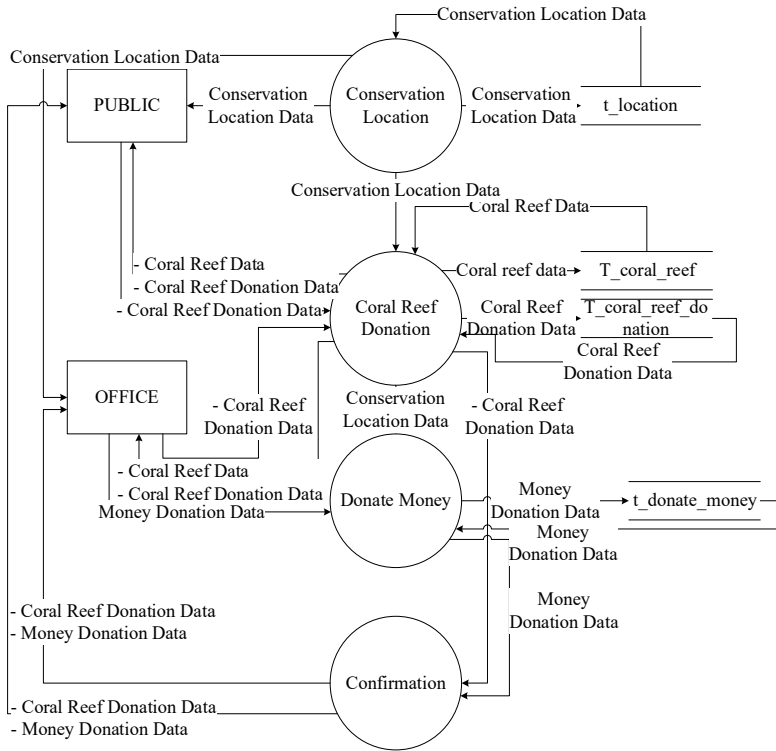 Conservation Location Data
Conservation Location Data
PUBLIC
Conservation
Location Data
Conservation
Location
Conservation
Location Data
t_location
Conservation Location Data
Coral Reef Data
- Coral Reef Data
- Coral Reef Donation Data
- Coral Reef Donation Data
Coral Reef
Donation
Coral reef data
T_coral_reef
Coral Reef
Donation Data
T_coral_reef_do
nation
Coral Reef
Donation Data
OFFICE
- Coral Reef
Donation Data
Conservation
Location Data
- Coral Reef
Donation Data
- Coral Reef Data
- Coral Reef Donation Data
Money Donation Data
Donate Money
Money
Donation Data
t_donate_money
Money
Donation Data
Money
Donation Data
- Coral Reef Donation Data
- Money Donation Data
Confirmation
- Coral Reef Donation Data
- Money Donation Data